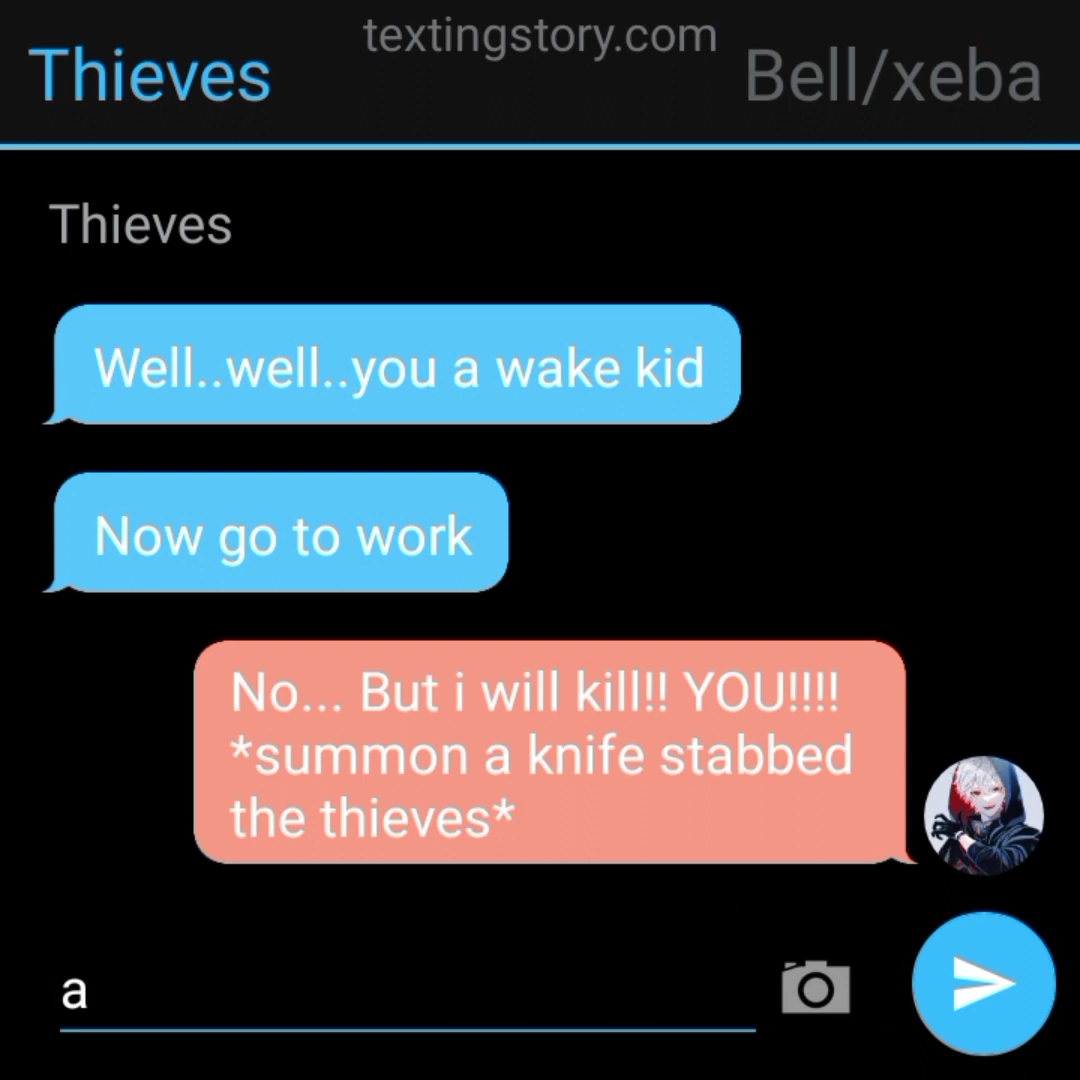 textingstory.com
Thieves
Bell/xeba
Thieves
Well..well..you a wake kid
Now go to work
No... But i will kill!! YOU!!!!
*summon a knife stabbed
the thieves*
a